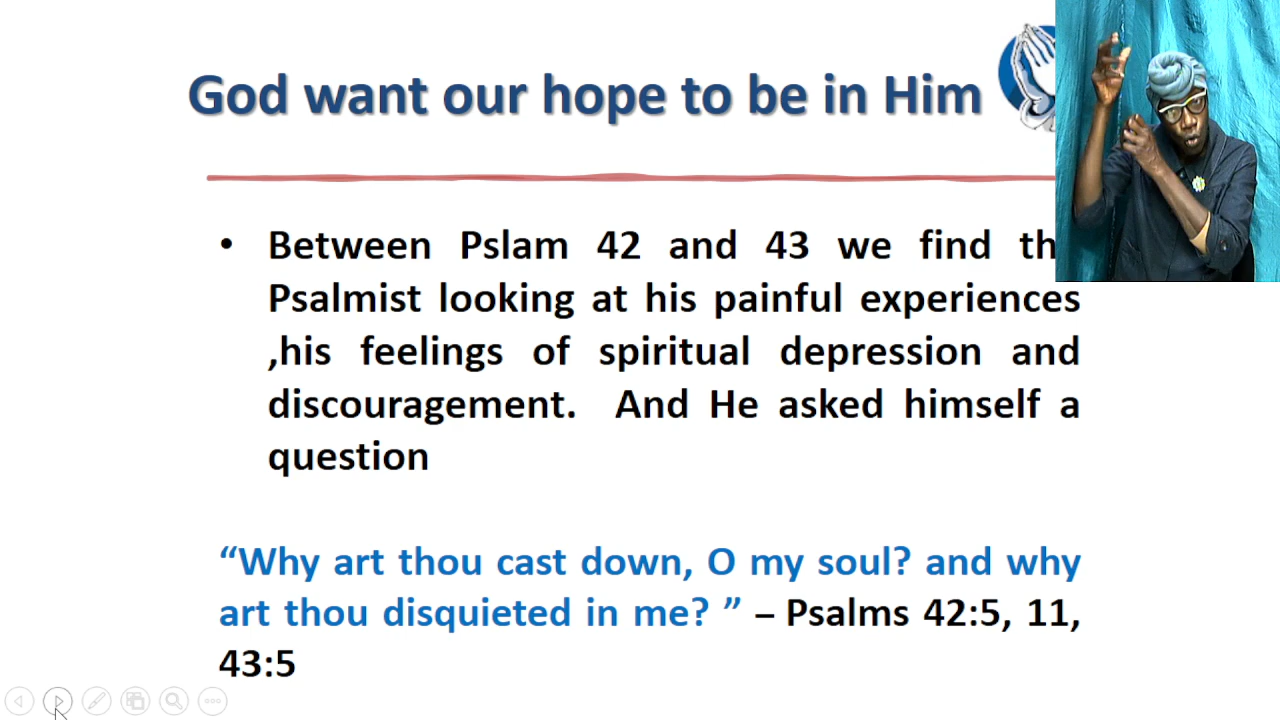 God want our hope to be in Him
• Between Pslam 42 and 43 we find th
Psalmist looking at his painful experiences
,his feelings of spiritual depression and
discouragement. And He asked himself a
question
“Why art thou cast down, O my soul? and why
art thou disquieted in me? ” – Psalms 42:5, 11,
43:5